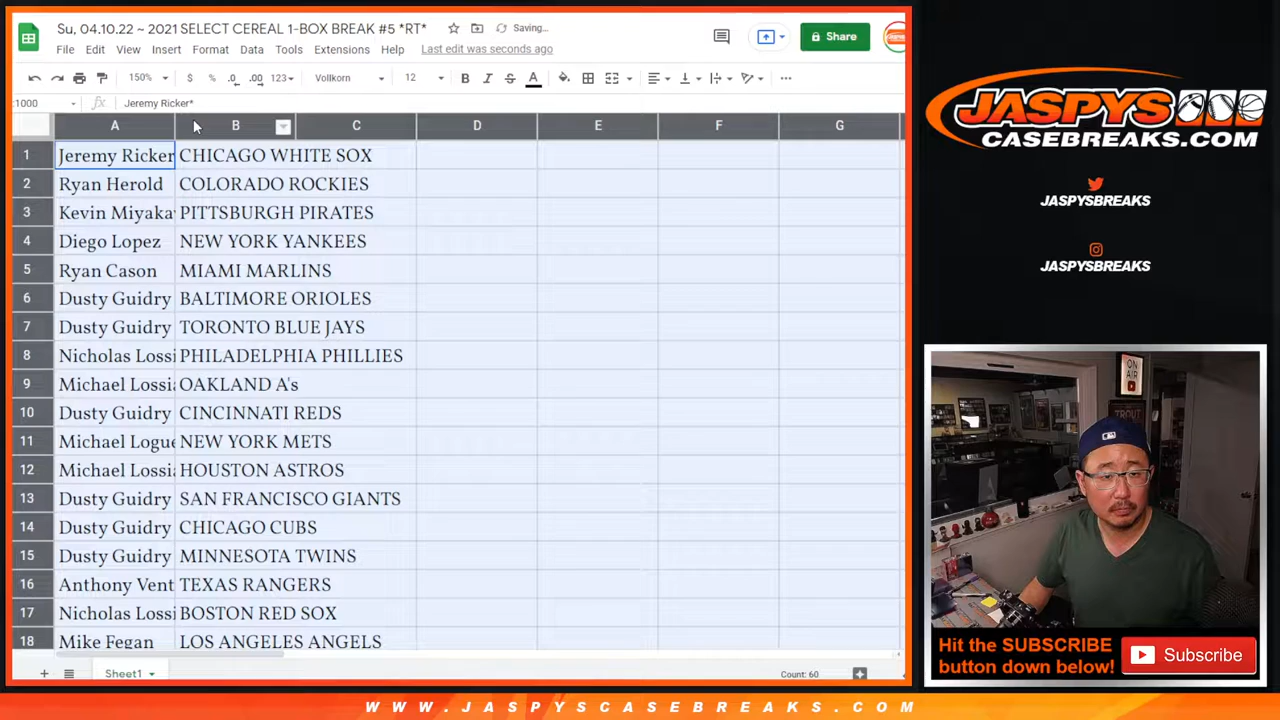 Su, 04.10.22 ~ 2021 SELECT CEREAL 1-BOX BREAK #5 *RT*
Saving...
File Edit View Insert Format Data Tools Extensions Help Last edit was seconds ago
Share
150% $ % .0 .00 123 Vollkorn 12 B I S A
:1000 fx Jeremy Ricker*
A B C D E F G
1 Jeremy Ricker CHICAGO WHITE SOX
2 Ryan Herold COLORADO ROCKIES
3 Kevin Miyaka PITTSBURGH PIRATES
4 Diego Lopez NEW YORK YANKEES
5 Ryan Cason MIAMI MARLINS
6 Dusty Guidry BALTIMORE ORIOLES
7 Dusty Guidry TORONTO BLUE JAYS
8 Nicholas Lossi PHILADELPHIA PHILLIES
9 Michael Lossi OAKLAND A's
10 Dusty Guidry CINCINNATI REDS
11 Michael Logue NEW YORK METS
12 Michael Lossi HOUSTON ASTROS
13 Dusty Guidry SAN FRANCISCO GIANTS
14 Dusty Guidry CHICAGO CUBS
15 Dusty Guidry MINNESOTA TWINS
16 Anthony Vent TEXAS RANGERS
17 Nicholas Lossi BOSTON RED SOX
18 Mike Fegan LOS ANGELES ANGELS
Sheet1
Count: 60
JASPYS
CASEBREAKS.COM
JASPYSBREAKS
JASPYSBREAKS
ON
AIR
TROUT
Hit the SUBSCRIBE
button down below!
Subscribe
WWW.JASPYSCASEBREAKS.COM